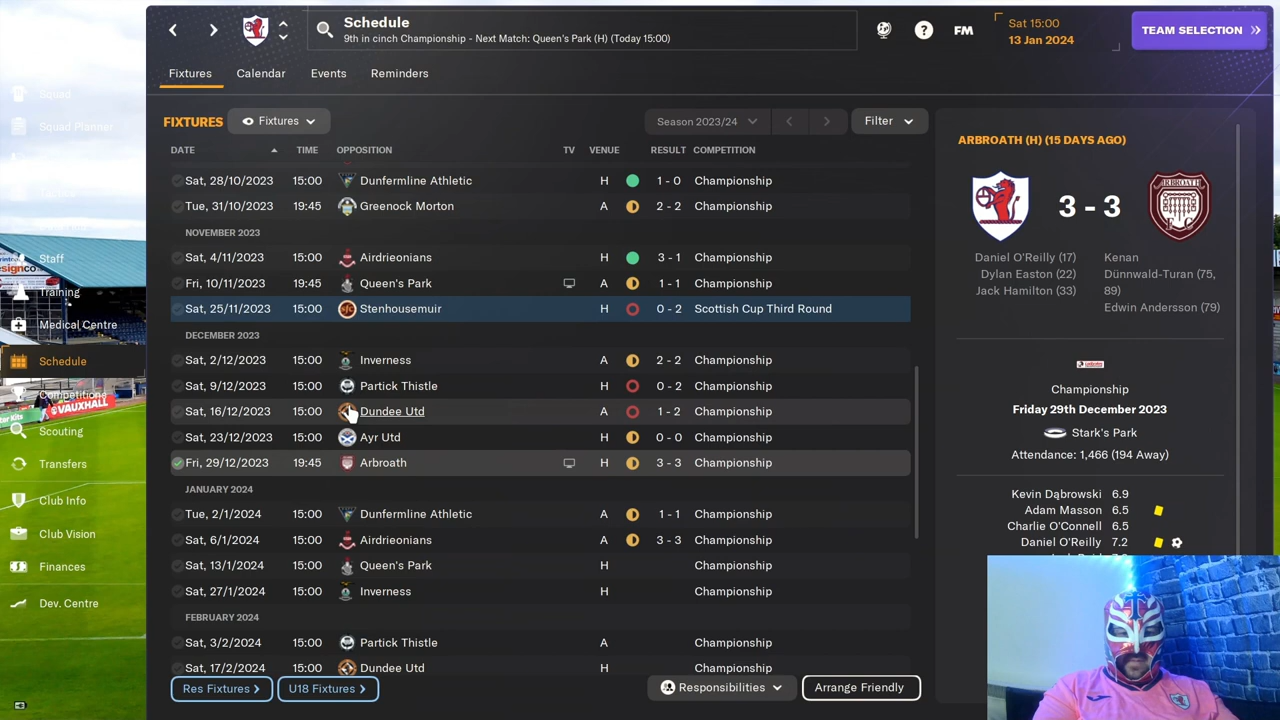 Schedule
9th in cinch Championship - Next Match: Queen's Park (H) (Today 15:00)
FM
Sat 15:00
13 Jan 2024
TEAM SELECTION
Fixtures
Calendar
Events
Reminders
Squad
Squad Planner
Staff
Training
Medical Centre
Schedule
Competitions
Scouting
Transfers
Club Info
Club Vision
Finances
Dev. Centre
VAUXHALL
FIXTURES
Fixtures
Season 2023/24
Filter
DATE TIME OPPOSITION TV VENUE RESULT COMPETITION
Sat, 28/10/2023 15:00 Dunfermline Athletic H 1 - 0 Championship
Tue, 31/10/2023 19:45 Greenock Morton A 2 - 2 Championship
NOVEMBER 2023
Sat, 4/11/2023 15:00 Airdrieonians H 3 - 1 Championship
Fri, 10/11/2023 19:45 Queen's Park A 1 - 1 Championship
Sat, 25/11/2023 15:00 Stenhousemuir H 0 - 2 Scottish Cup Third Round
DECEMBER 2023
Sat, 2/12/2023 15:00 Inverness A 2 - 2 Championship
Sat, 9/12/2023 15:00 Partick Thistle H 0 - 2 Championship
Sat, 16/12/2023 15:00 Dundee Utd A 1 - 2 Championship
Sat, 23/12/2023 15:00 Ayr Utd H 0 - 0 Championship
Fri, 29/12/2023 19:45 Arbroath H 3 - 3 Championship
JANUARY 2024
Tue, 2/1/2024 15:00 Dunfermline Athletic A 1 - 1 Championship
Sat, 6/1/2024 15:00 Airdrieonians A 3 - 3 Championship
Sat, 13/1/2024 15:00 Queen's Park H Championship
Sat, 27/1/2024 15:00 Inverness H Championship
FEBRUARY 2024
Sat, 3/2/2024 15:00 Partick Thistle A Championship
Sat, 17/2/2024 15:00 Dundee Utd H Championship
Res Fixtures
U18 Fixtures
Responsibilities
Arrange Friendly
ARBROATH (H) (15 DAYS AGO)
3 - 3
Daniel O'Reilly (17)
Dylan Easton (22)
Jack Hamilton (33)
Kenan
Dünnwald-Turan (75,
89)
Edwin Andersson (79)
Championship
Friday 29th December 2023
Stark's Park
Attendance: 1,466 (194 Away)
Kevin Dąbrowski 6.9
Adam Masson 6.5
Charlie O'Connell 6.5
Daniel O'Reilly 7.2